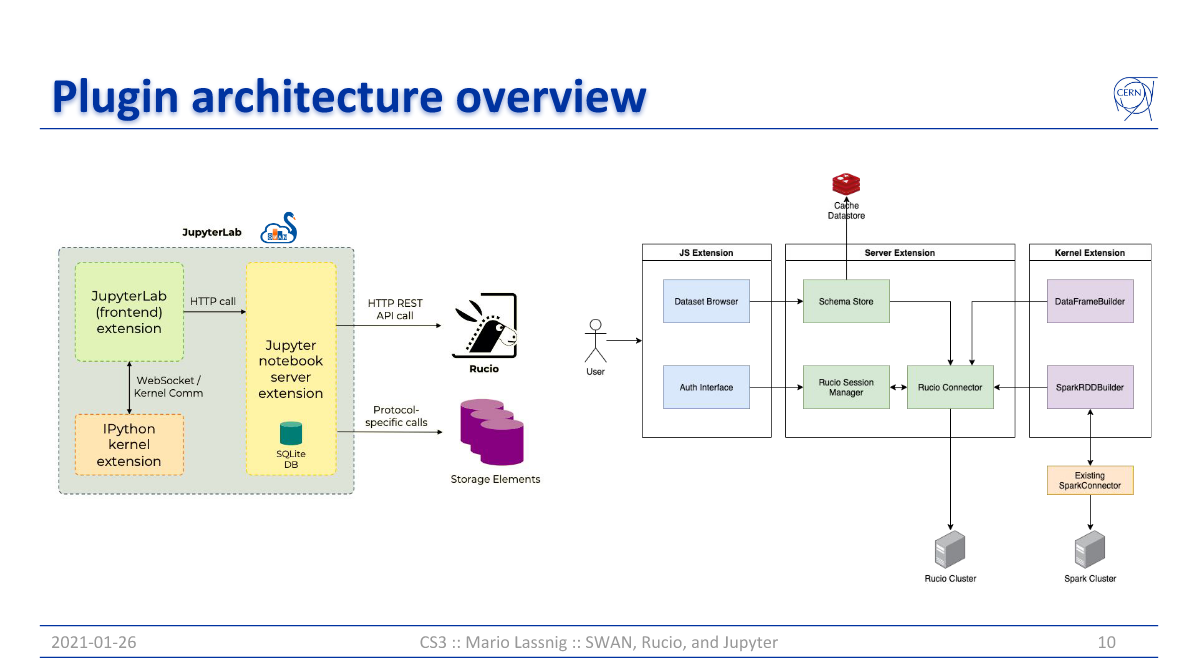 Plugin architecture overview
CERN
JupyterLab
SWAN
JupyterLab
(frontend)
extension
HTTP call
WebSocket /
Kernel Comm
IPython
kernel
extension
Jupyter
notebook
server
extension
SQLite
DB
HTTP REST
API call
Rucio
Protocol-
specific calls
Storage Elements
Cache
Datastore
User
JS Extension
Dataset Browser
Auth Interface
Server Extension
Schema Store
Rucio Session
Manager
Rucio Connector
Kernel Extension
DataFrameBuilder
SparkRDDBuilder
Existing
SparkConnector
Rucio Cluster
Spark Cluster
2021-01-26
CS3 :: Mario Lassnig :: SWAN, Rucio, and Jupyter
10